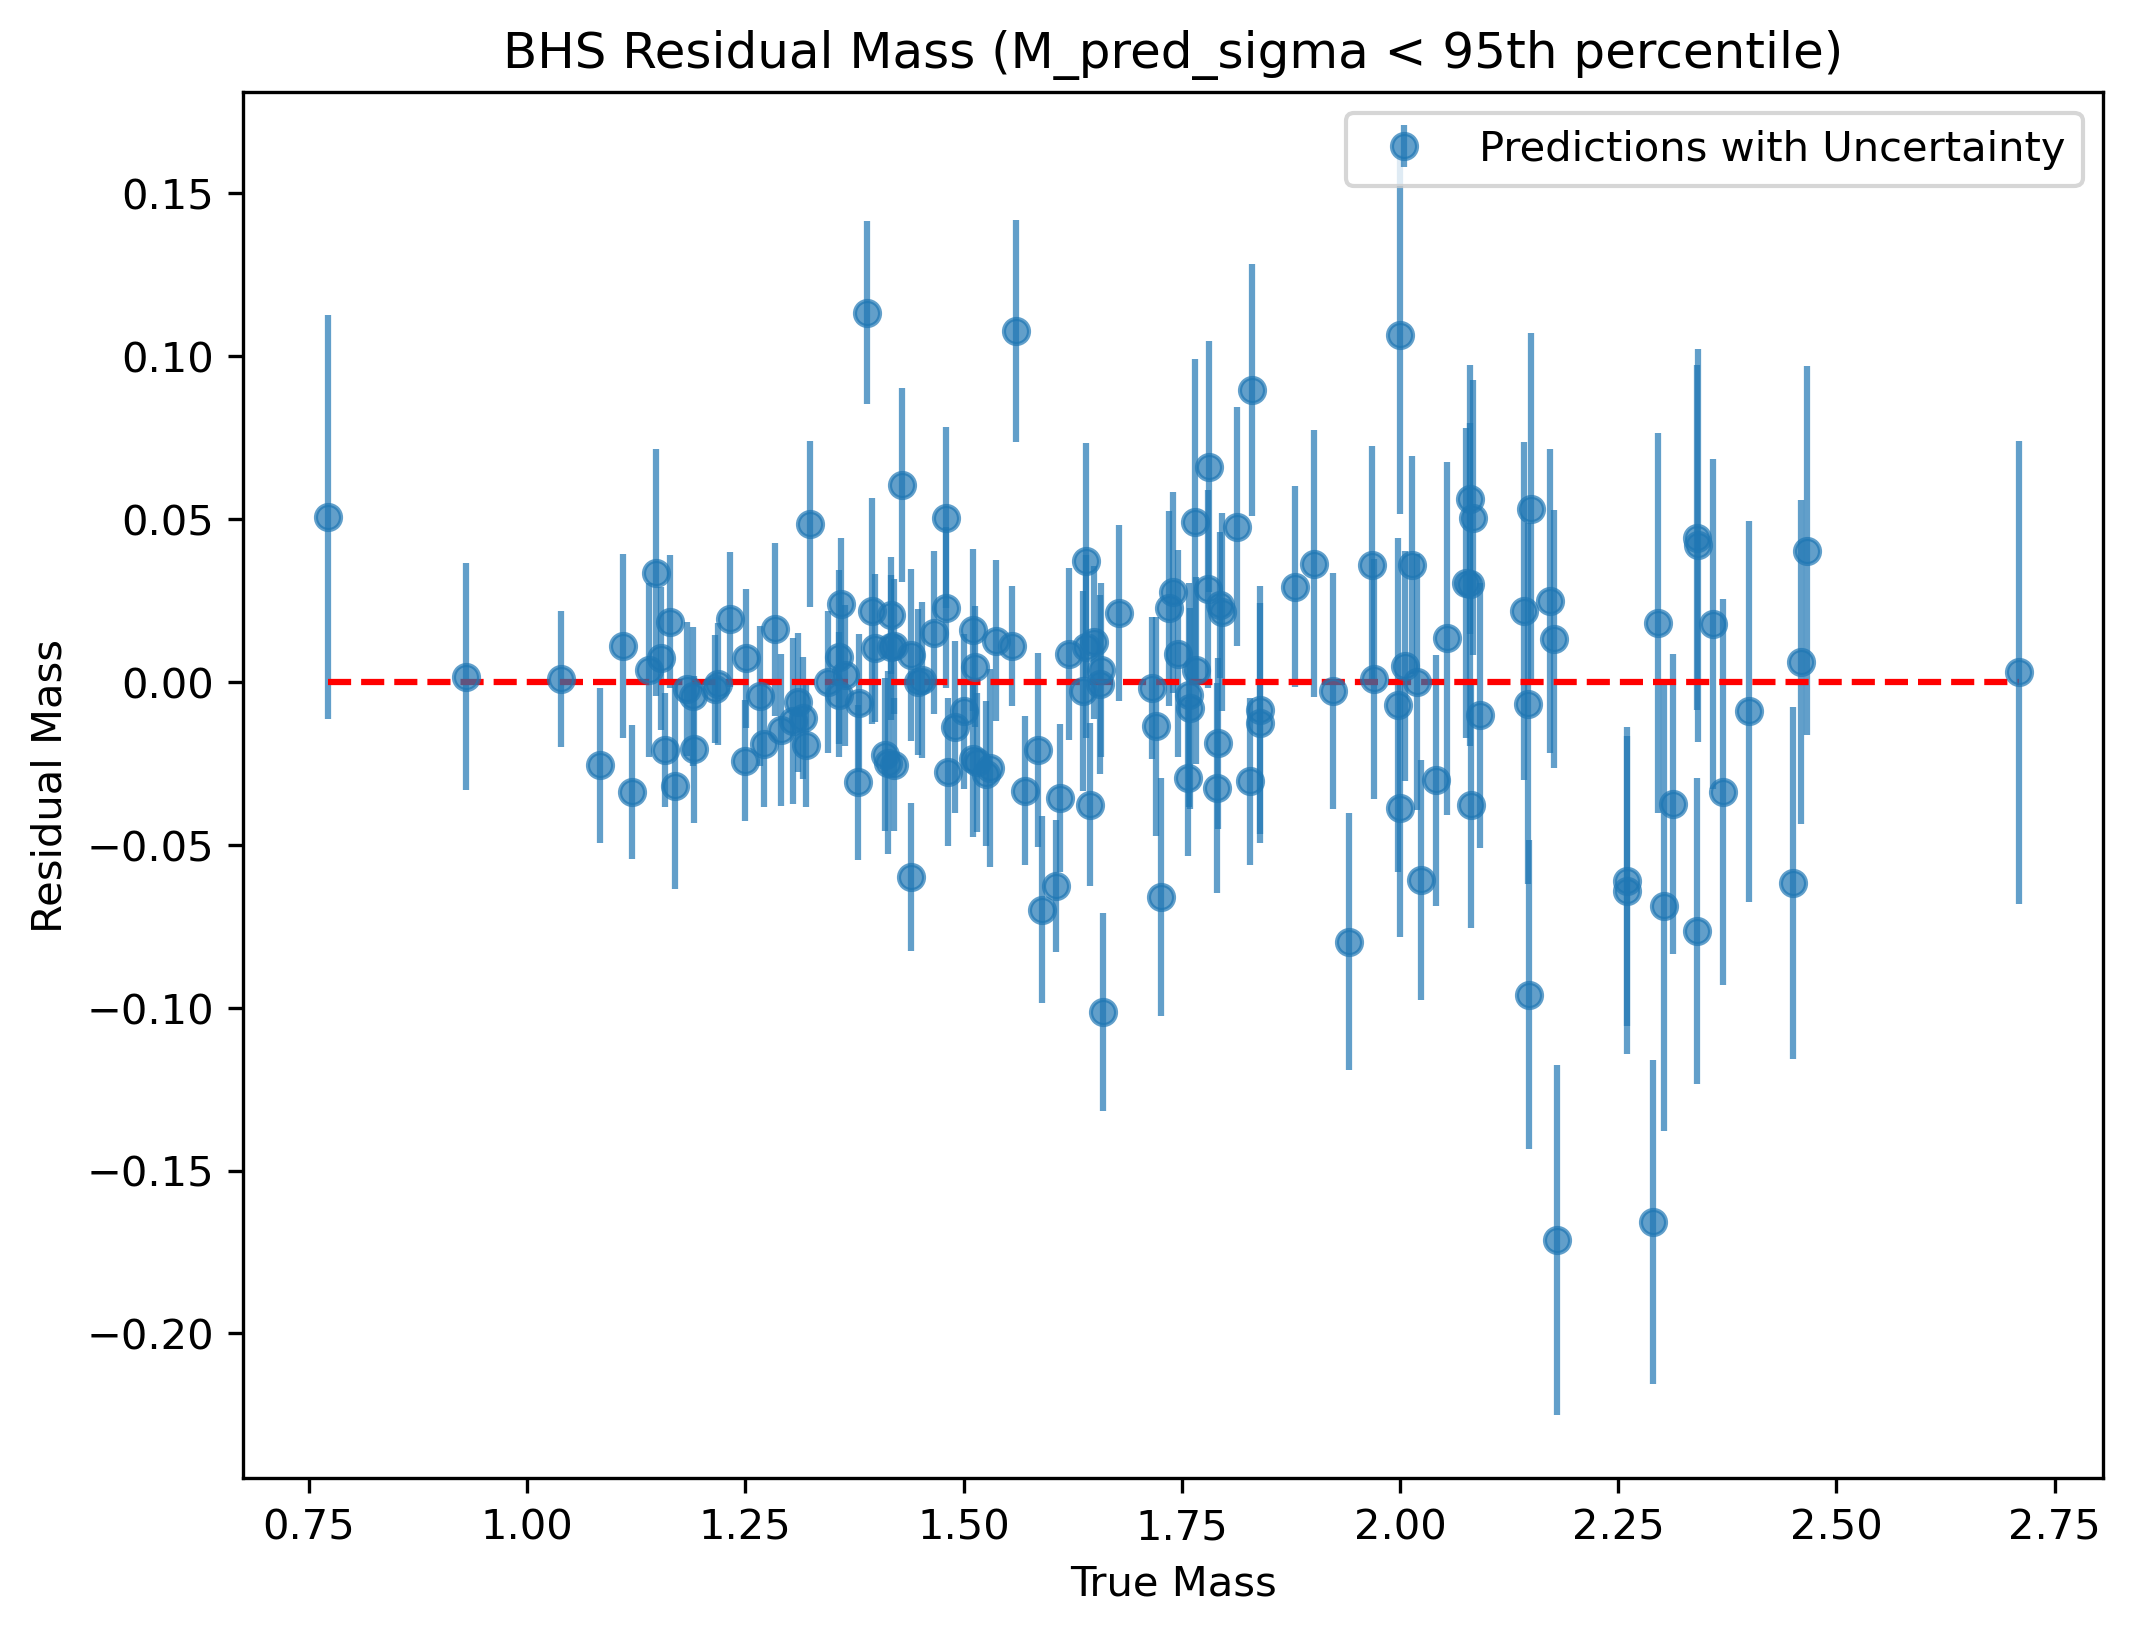 BHS Residual Mass (M_pred_sigma < 95th percentile)
Predictions with Uncertainty
0.15
0.10
0.05
0.00
−0.05
−0.10
−0.15
−0.20
Residual Mass
0.75 1.00 1.25 1.50 1.75 2.00 2.25 2.50 2.75
True Mass